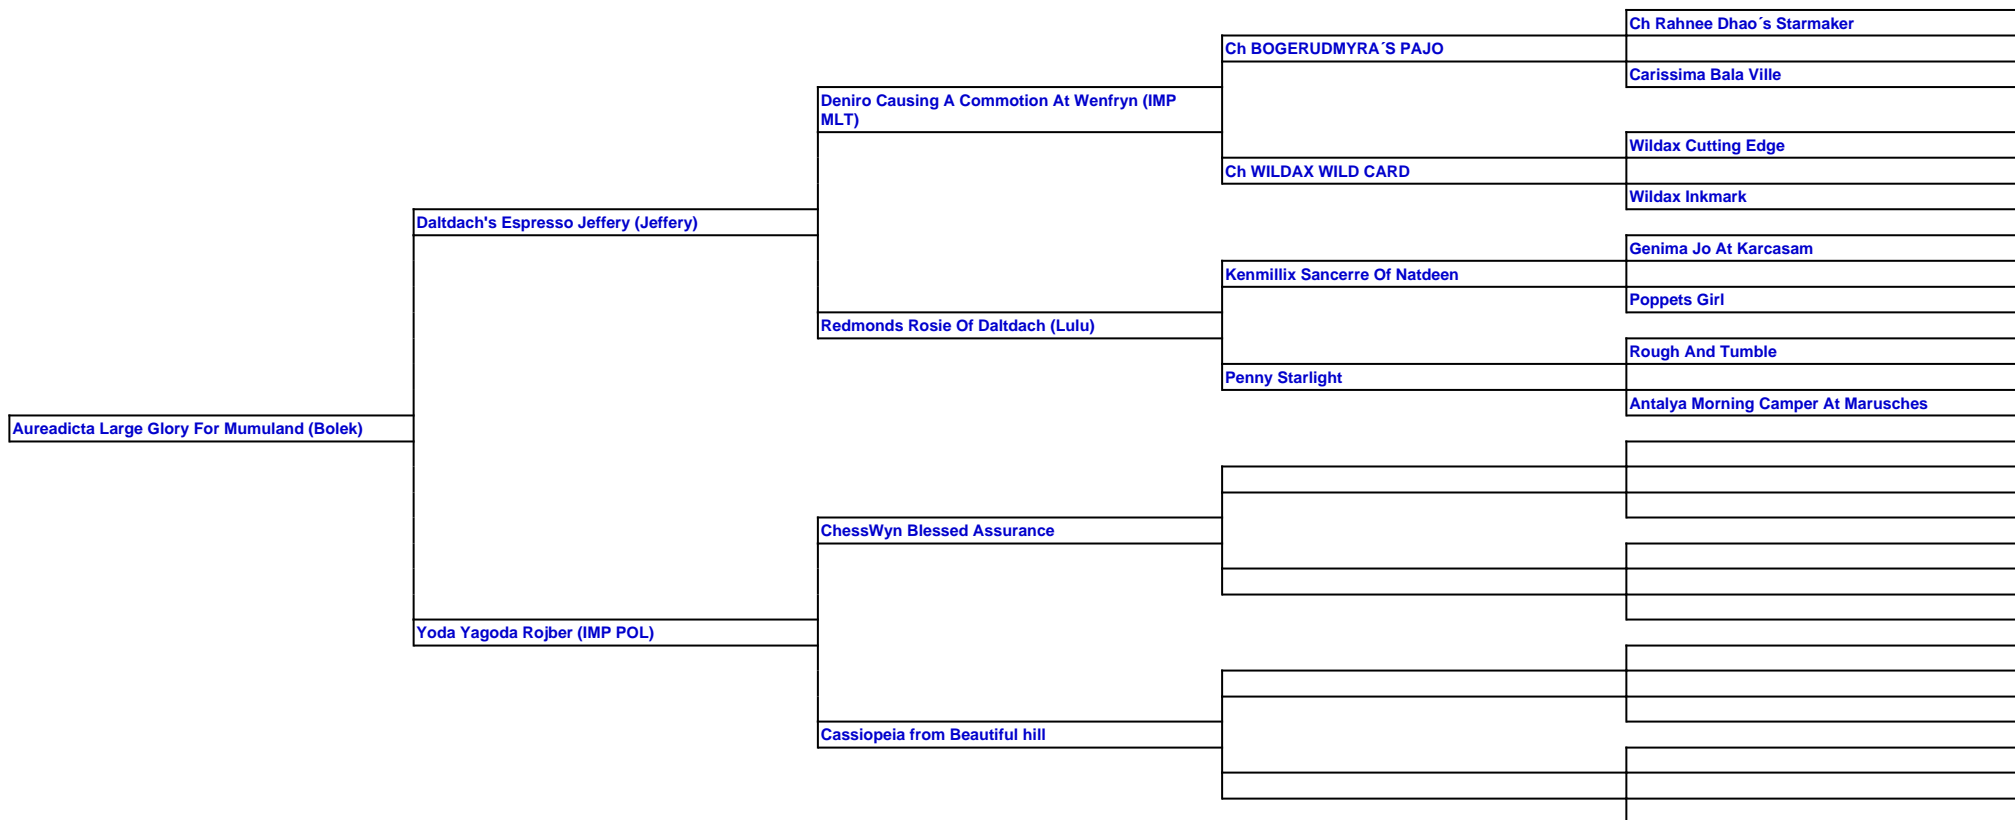 Ch Rahnee Dhao´s Starmaker
Ch BOGERUDMYRA´S PAJO
Carissima Bala Ville
Deniro Causing A Commotion At Wenfryn (IMP
MLT)
Wildax Cutting Edge
Ch WILDAX WILD CARD
Wildax Inkmark
Daltdach's Espresso Jeffery (Jeffery)
Genima Jo At Karcasam
Kenmillix Sancerre Of Natdeen
Poppets Girl
Redmonds Rosie Of Daltdach (Lulu)
Rough And Tumble
Penny Starlight
Antalya Morning Camper At Marusches
Aureadicta Large Glory For Mumuland (Bolek)
ChessWyn Blessed Assurance
Yoda Yagoda Rojber (IMP POL)
Cassiopeia from Beautiful hill